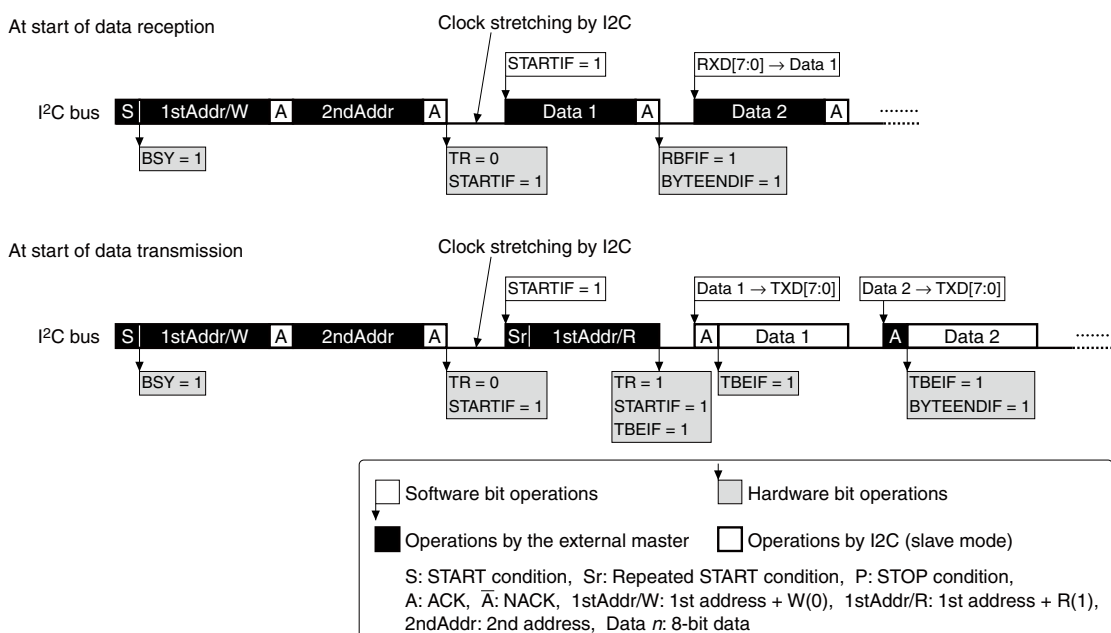 At start of data reception
Clock stretching by I2C
STARTIF = 1
RXD[7:0] → Data 1
I²C bus S 1stAddr/W A 2ndAddr A Data 1 A Data 2 A
BSY = 1
TR = 0
STARTIF = 1
RBFIF = 1
BYTEENDIF = 1
At start of data transmission
Clock stretching by I2C
STARTIF = 1
Data 1 → TXD[7:0]
Data 2 → TXD[7:0]
I²C bus S 1stAddr/W A 2ndAddr A Sr 1stAddr/R A Data 1 A Data 2
BSY = 1
TR = 0
STARTIF = 1
TR = 1
STARTIF = 1
TBEIF = 1
TBEIF = 1
TBEIF = 1
BYTEENDIF = 1
Software bit operations
Hardware bit operations
Operations by the external master
Operations by I2C (slave mode)
S: START condition, Sr: Repeated START condition, P: STOP condition,
A: ACK, A̅: NACK, 1stAddr/W: 1st address + W(0), 1stAddr/R: 1st address + R(1),
2ndAddr: 2nd address, Data n: 8-bit data